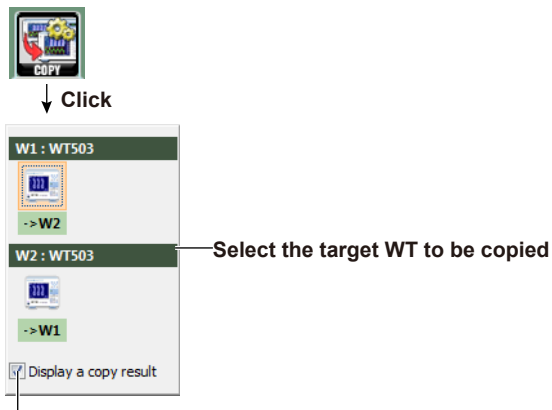 COPY
Click
W1 : WT503
->W2
Select the target WT to be copied
W2 : WT503
->W1
Display a copy result